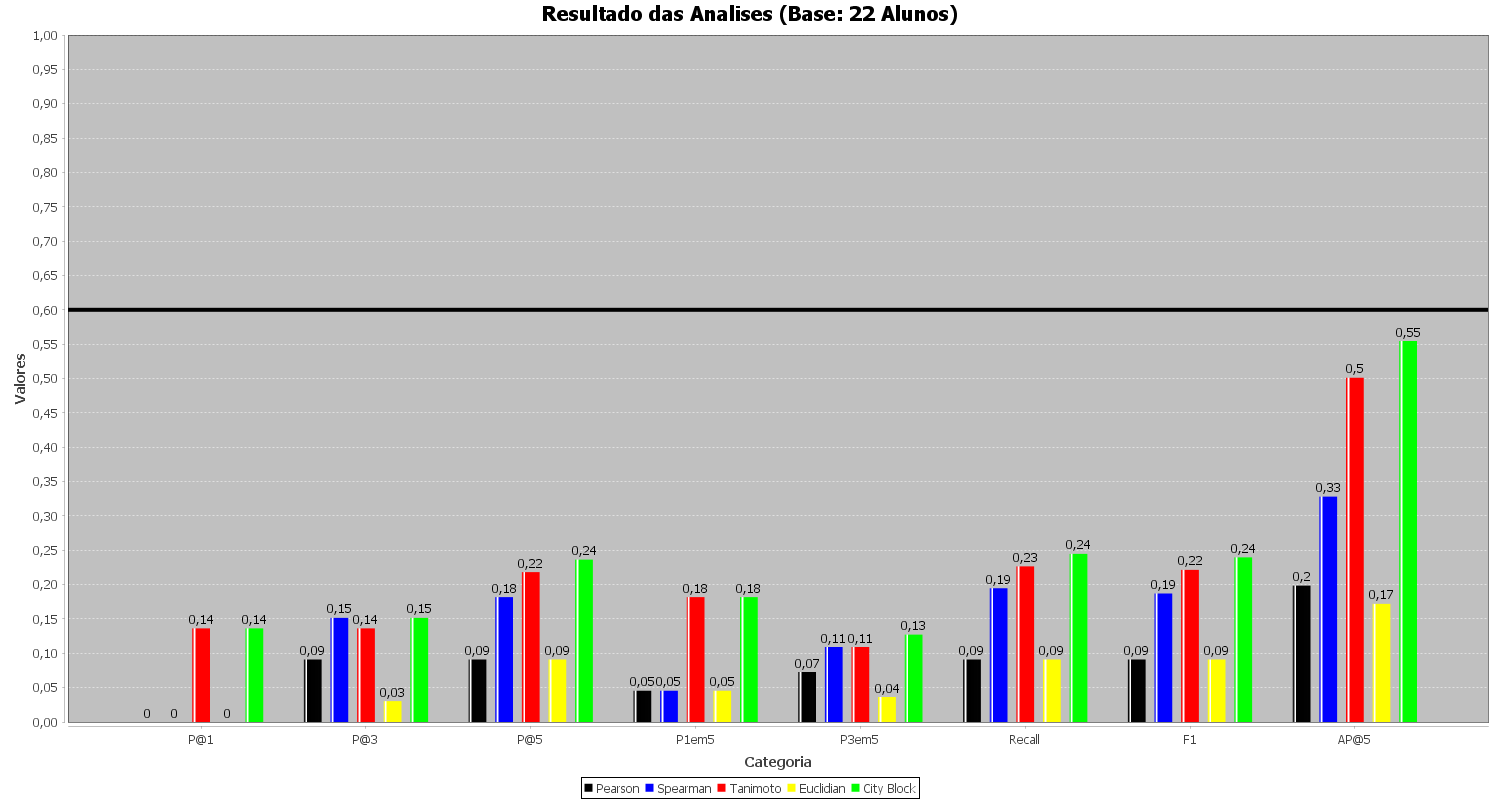 Resultado das Analises (Base: 22 Alunos)
1,00
0,95
0,90
0,85
0,80
0,75
0,70
0,65
0,60
0,55
0,50
0,45
0,40
0,35
0,30
0,25
0,20
0,15
0,10
0,05
0,00
Valores
0 0 0,14 0 0,14
0,09 0,15 0,14 0,03 0,15
0,09 0,18 0,22 0,09 0,24
0,05 0,05 0,18 0,05 0,18
0,07 0,11 0,11 0,04 0,13
0,09 0,19 0,23 0,09 0,24
0,09 0,19 0,22 0,09 0,24
0,2 0,33 0,5 0,17 0,55
P@1 P@3 P@5 P1em5 P3em5 Recall F1 AP@5
Categoria
Pearson Spearman Tanimoto Euclidian City Block